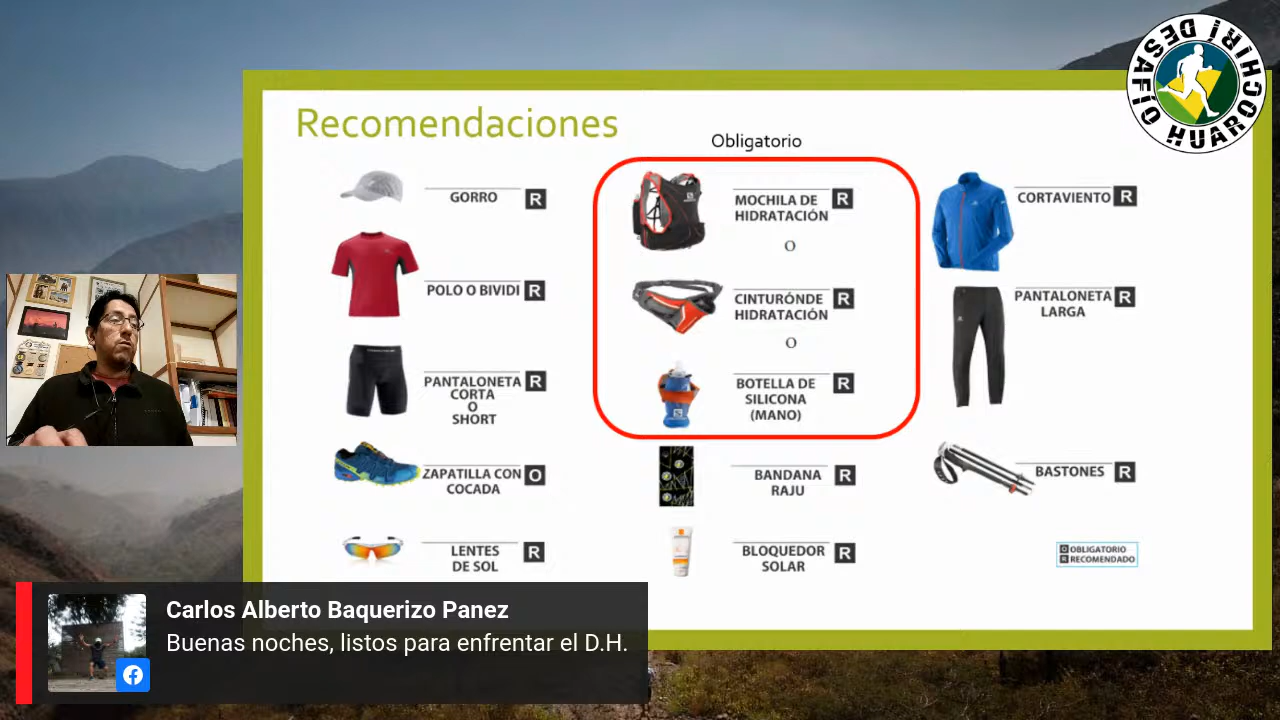 DESAFÍO HUAROCHIRÍ
Recomendaciones
Obligatorio
GORRO R
POLO O BIVIDI R
PANTALONETA R
CORTA
O
SHORT
ZAPATILLA CON O
COCADA
LENTES R
DE SOL
MOCHILA DE R
HIDRATACIÓN
O
CINTURÓNDE R
HIDRATACIÓN
O
BOTELLA DE R
SILICONA
(MANO)
BANDANA R
RAJU
BLOQUEDOR R
SOLAR
CORTAVIENTO R
PANTALONETA R
LARGA
BASTONES R
O OBLIGATORIO
R RECOMENDADO
Carlos Alberto Baquerizo Panez
Buenas noches, listos para enfrentar el D.H.